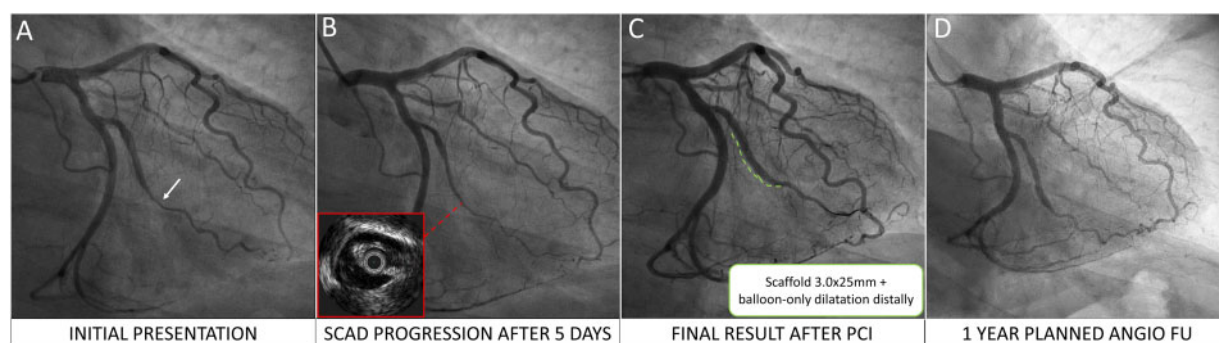 A
B
C
D
Scaffold 3.0x25mm +
balloon-only dilatation distally
INITIAL PRESENTATION
SCAD PROGRESSION AFTER 5 DAYS
FINAL RESULT AFTER PCI
1 YEAR PLANNED ANGIO FU